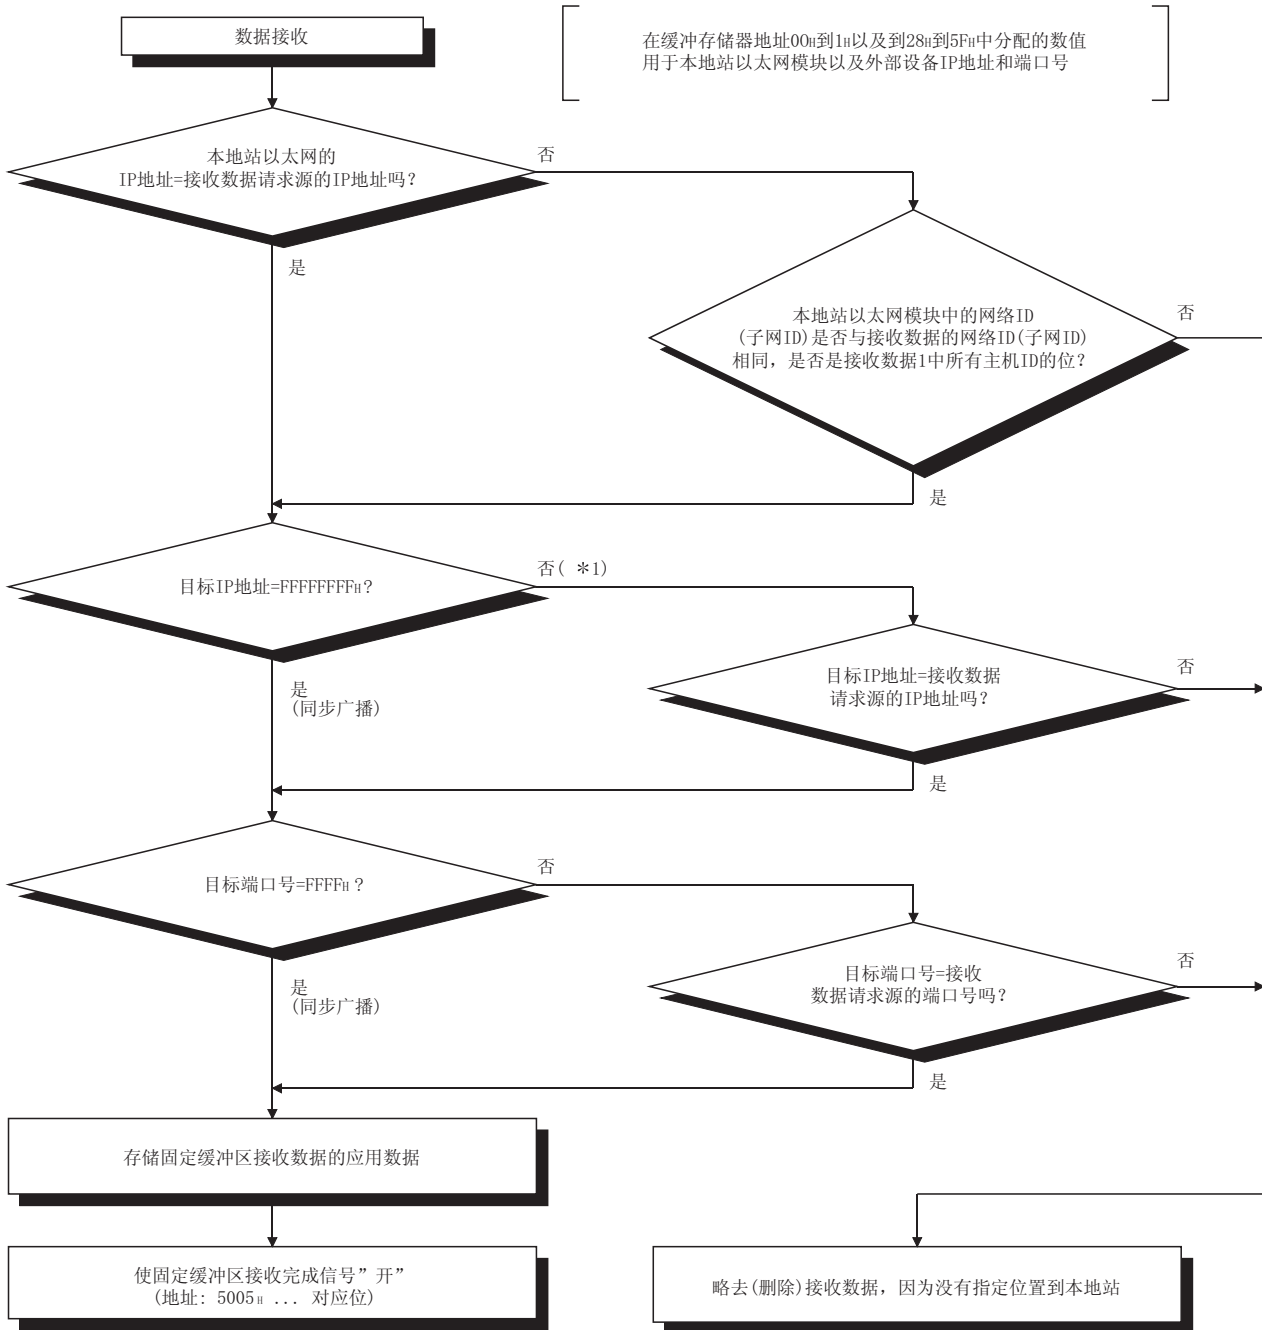 数据接收
在缓冲存储器地址00H到1H以及到28H到5FH中分配的数值
用于本地站以太网模块以及外部设备IP地址和端口号
本地站以太网的
IP地址=接收数据请求源的IP地址吗?
否
是
本地站以太网模块中的网络ID
(子网ID)是否与接收数据的网络ID(子网ID)
相同,是否是接收数据1中所有主机ID的位?
否
是
目标IP地址=FFFFFFFFH?
否( *1)
是
(同步广播)
目标IP地址=接收数据
请求源的IP地址吗?
否
是
目标端口号=FFFFH ?
否
是
(同步广播)
目标端口号=接收
数据请求源的端口号吗?
否
是
存储固定缓冲区接收数据的应用数据
使固定缓冲区接收完成信号”开”
(地址: 5005H ... 对应位)
略去(删除)接收数据,因为没有指定位置到本地站